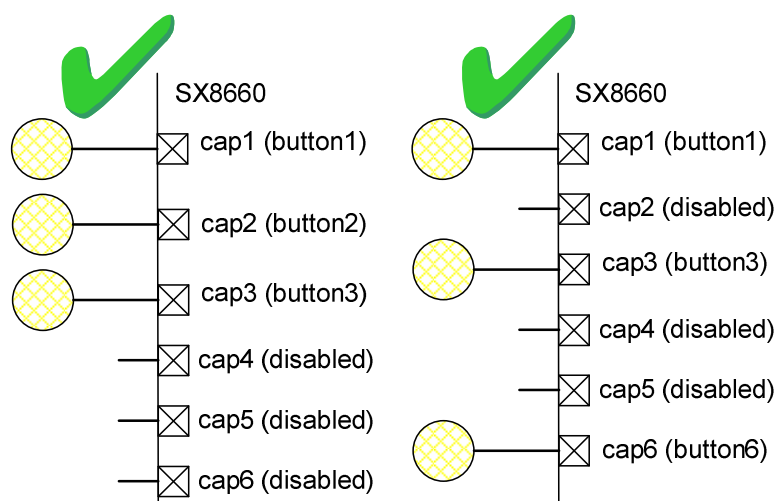 SX8660
cap1 (button1)
cap2 (button2)
cap3 (button3)
cap4 (disabled)
cap5 (disabled)
cap6 (disabled)
SX8660
cap1 (button1)
cap2 (disabled)
cap3 (button3)
cap4 (disabled)
cap5 (disabled)
cap6 (button6)